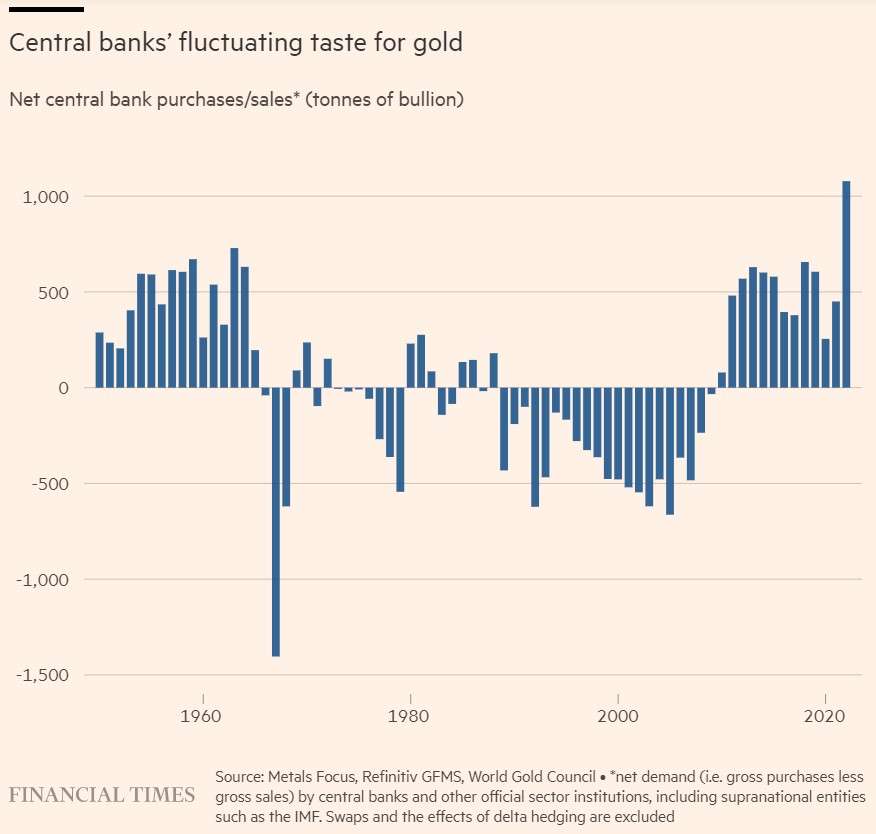 Central banks’ fluctuating taste for gold
Net central bank purchases/sales* (tonnes of bullion)
1,000
500
0
-500
-1,000
-1,500
1960
1980
2000
2020
FINANCIAL TIMES
Source: Metals Focus, Refinitiv GFMS, World Gold Council • *net demand (i.e. gross purchases less
gross sales) by central banks and other official sector institutions, including supranational entities
such as the IMF. Swaps and the effects of delta hedging are excluded